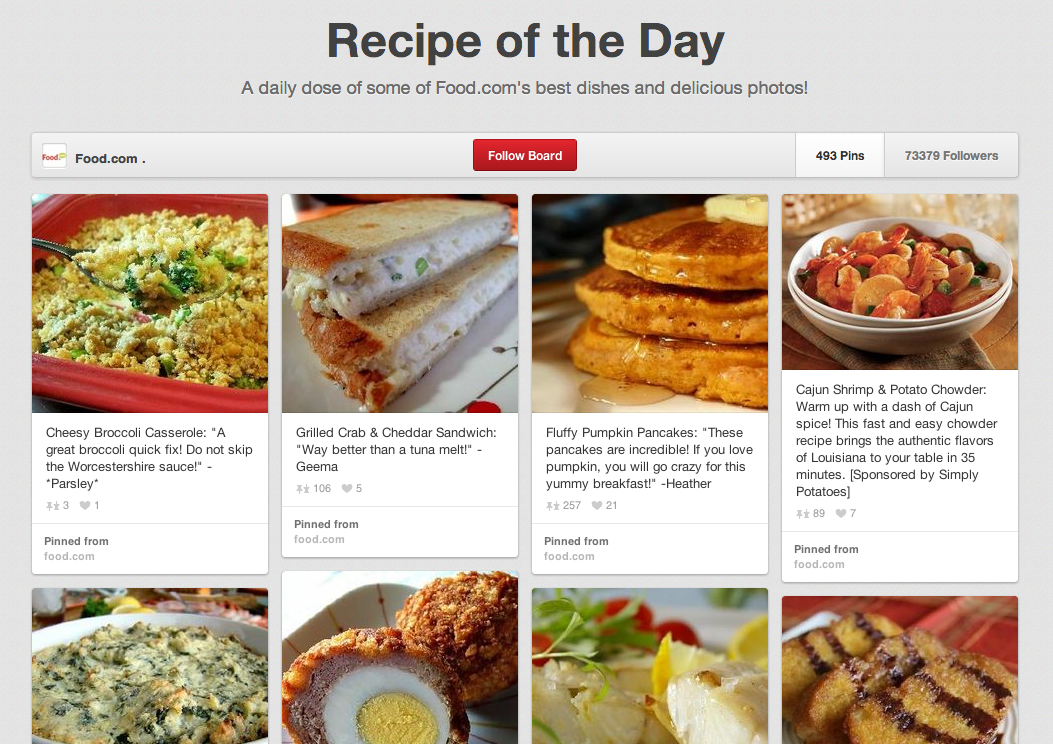 Recipe of the Day
A daily dose of some of Food.com's best dishes and delicious photos!
Food.com
Food.com .
Follow Board
493 Pins
73379 Followers
Cheesy Broccoli Casserole: "A
great broccoli quick fix! Do not skip
the Worcestershire sauce!" -
*Parsley*
3
1
Pinned from
food.com
Grilled Crab & Cheddar Sandwich:
"Way better than a tuna melt!" -
Geema
106
5
Pinned from
food.com
Fluffy Pumpkin Pancakes: "These
pancakes are incredible! If you love
pumpkin, you will go crazy for this
yummy breakfast!" -Heather
257
21
Pinned from
food.com
Cajun Shrimp & Potato Chowder:
Warm up with a dash of Cajun
spice! This fast and easy chowder
recipe brings the authentic flavors
of Louisiana to your table in 35
minutes. [Sponsored by Simply
Potatoes]
89
7
Pinned from
food.com